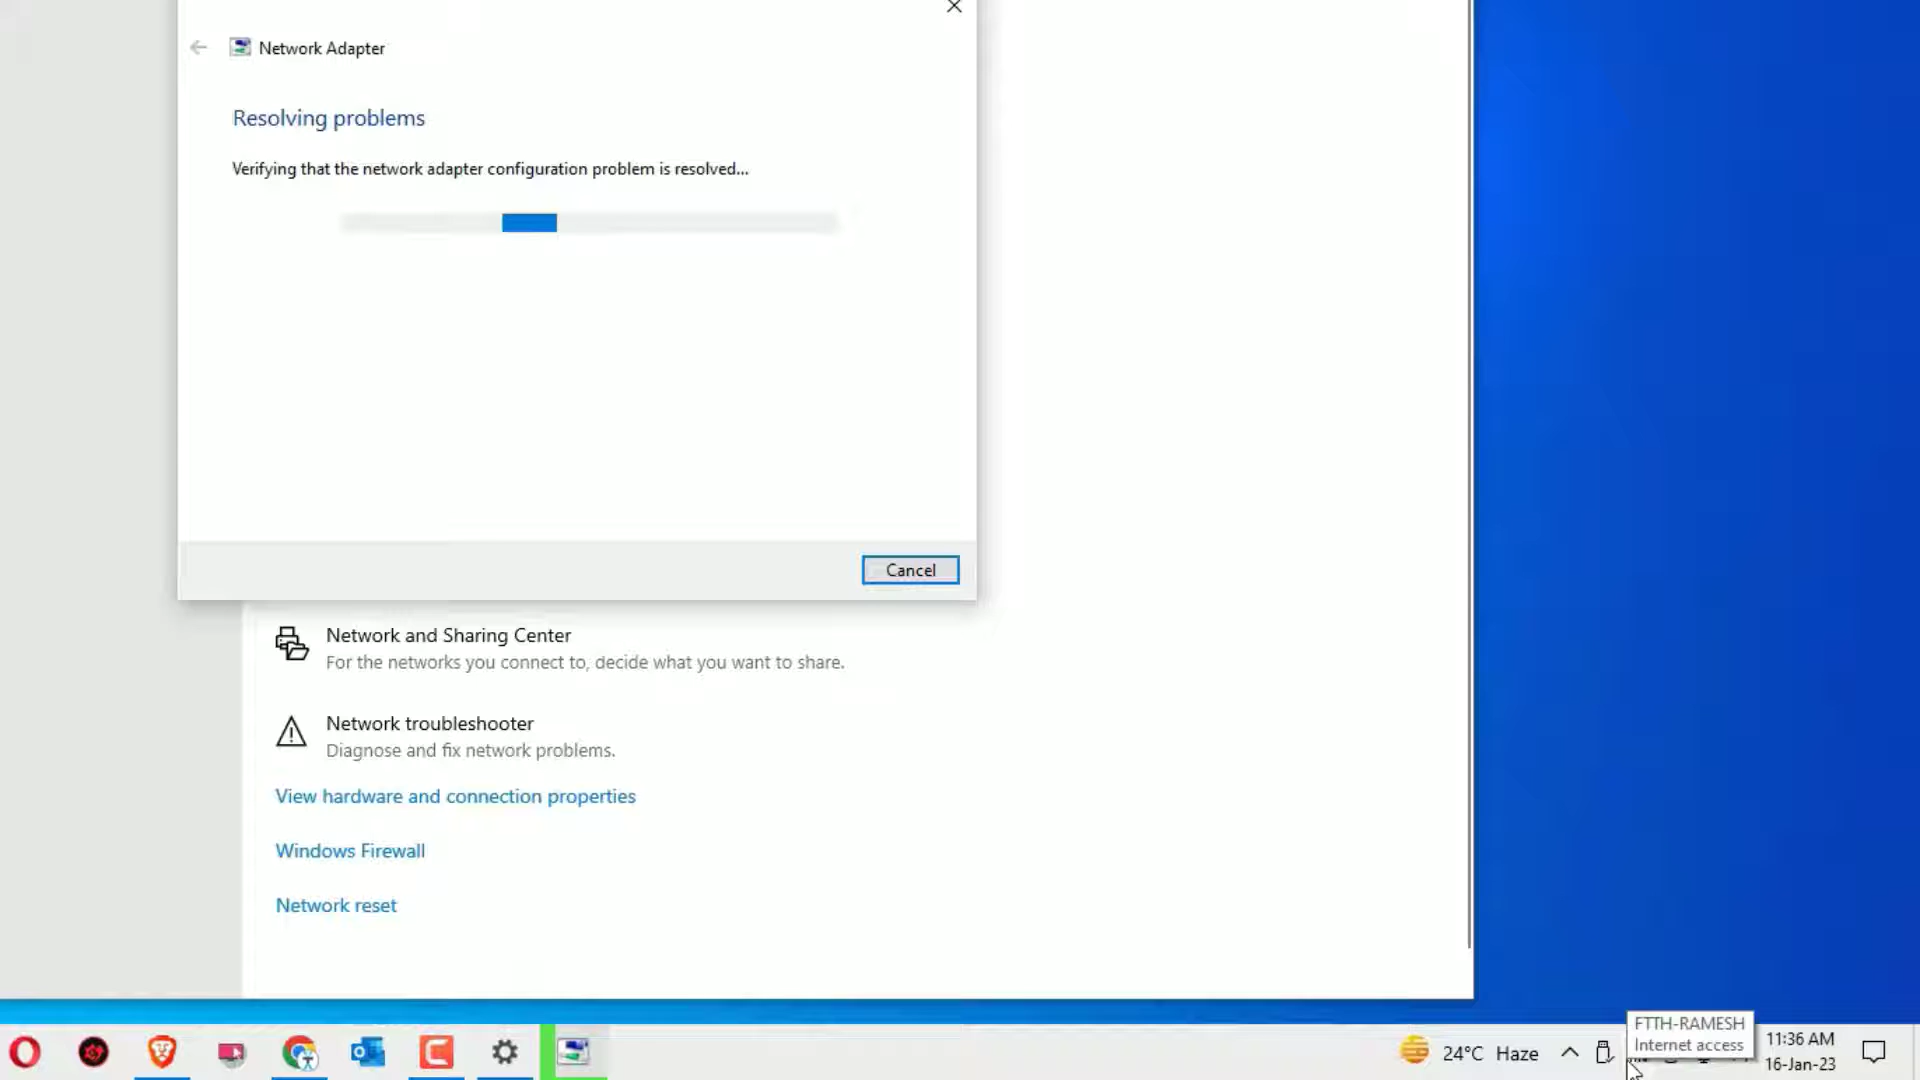 Network Adapter
Resolving problems
Verifying that the network adapter configuration problem is resolved...
Cancel
Network and Sharing Center
For the networks you connect to, decide what you want to share.
Network troubleshooter
Diagnose and fix network problems.
View hardware and connection properties
Windows Firewall
Network reset
24°C Haze
FTTH-RAMESH
Internet access
11:36 AM
16-Jan-23